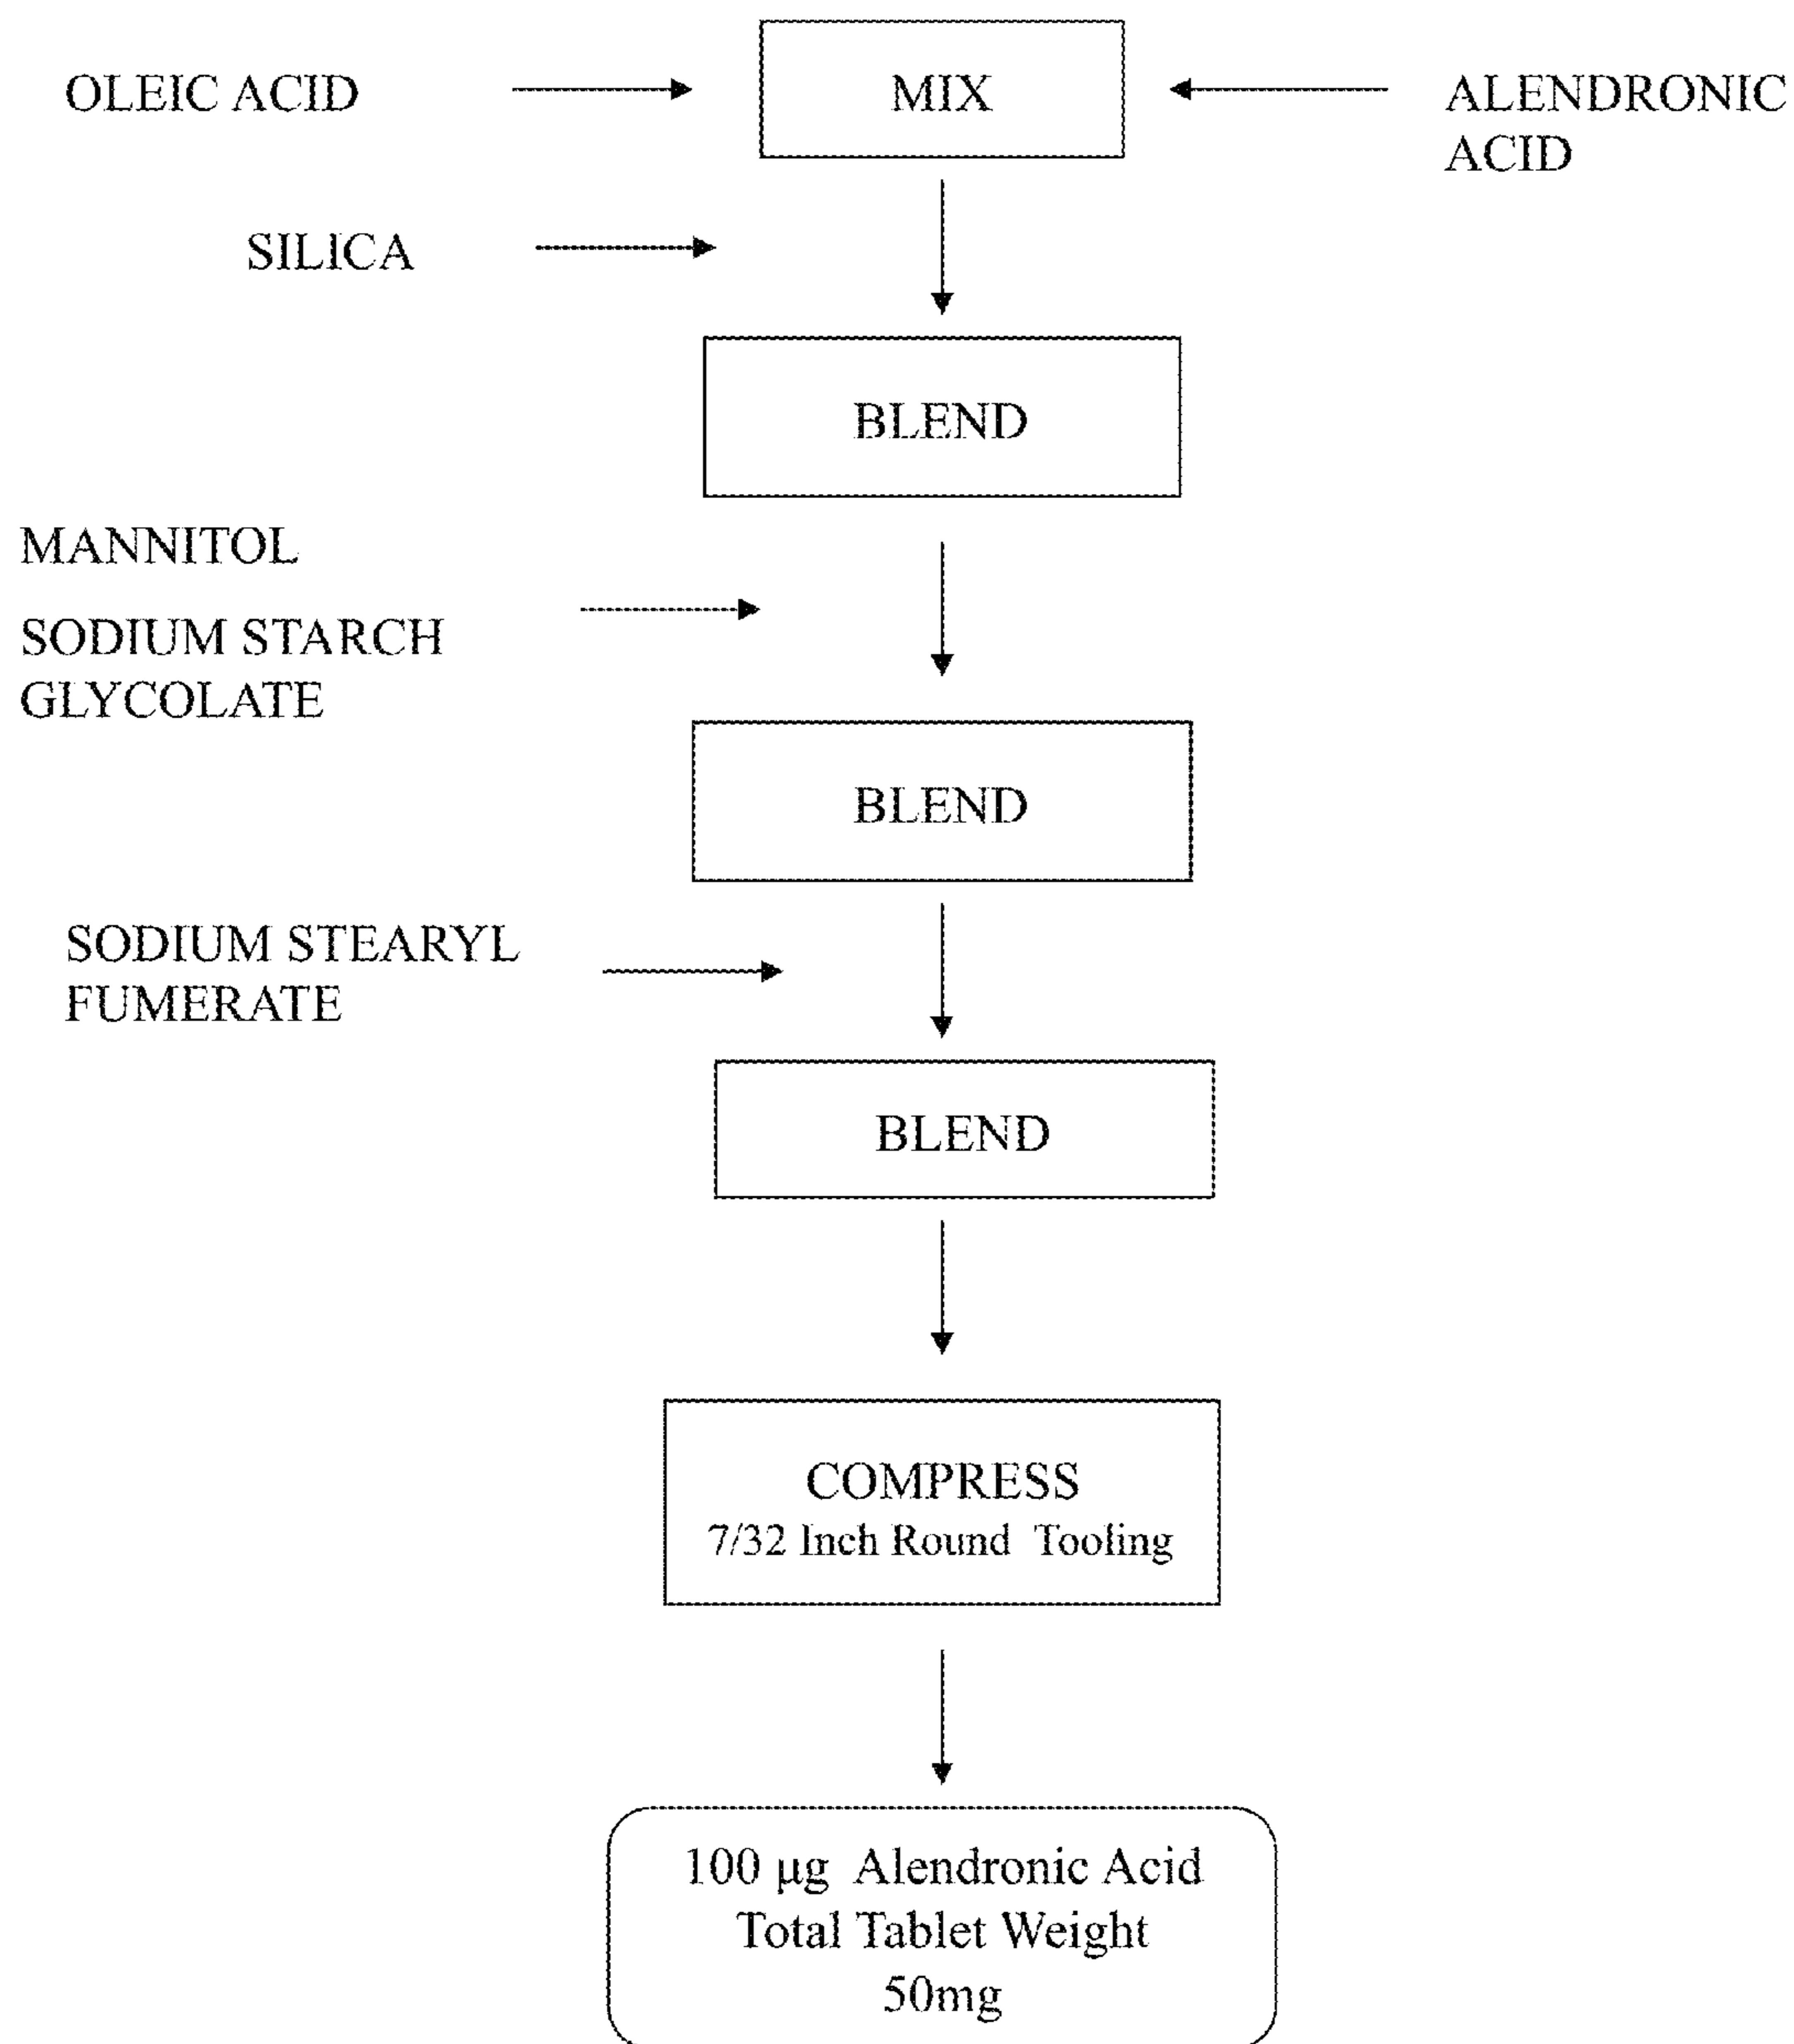 OLEIC ACID
MIX
ALENDRONIC
ACID
SILICA
BLEND
MANNITOL
SODIUM STARCH
GLYCOLATE
BLEND
SODIUM STEARYL
FUMERATE
BLEND
COMPRESS
7/32 Inch Round Tooling
100 μg Alendronic Acid
Total Tablet Weight
50mg